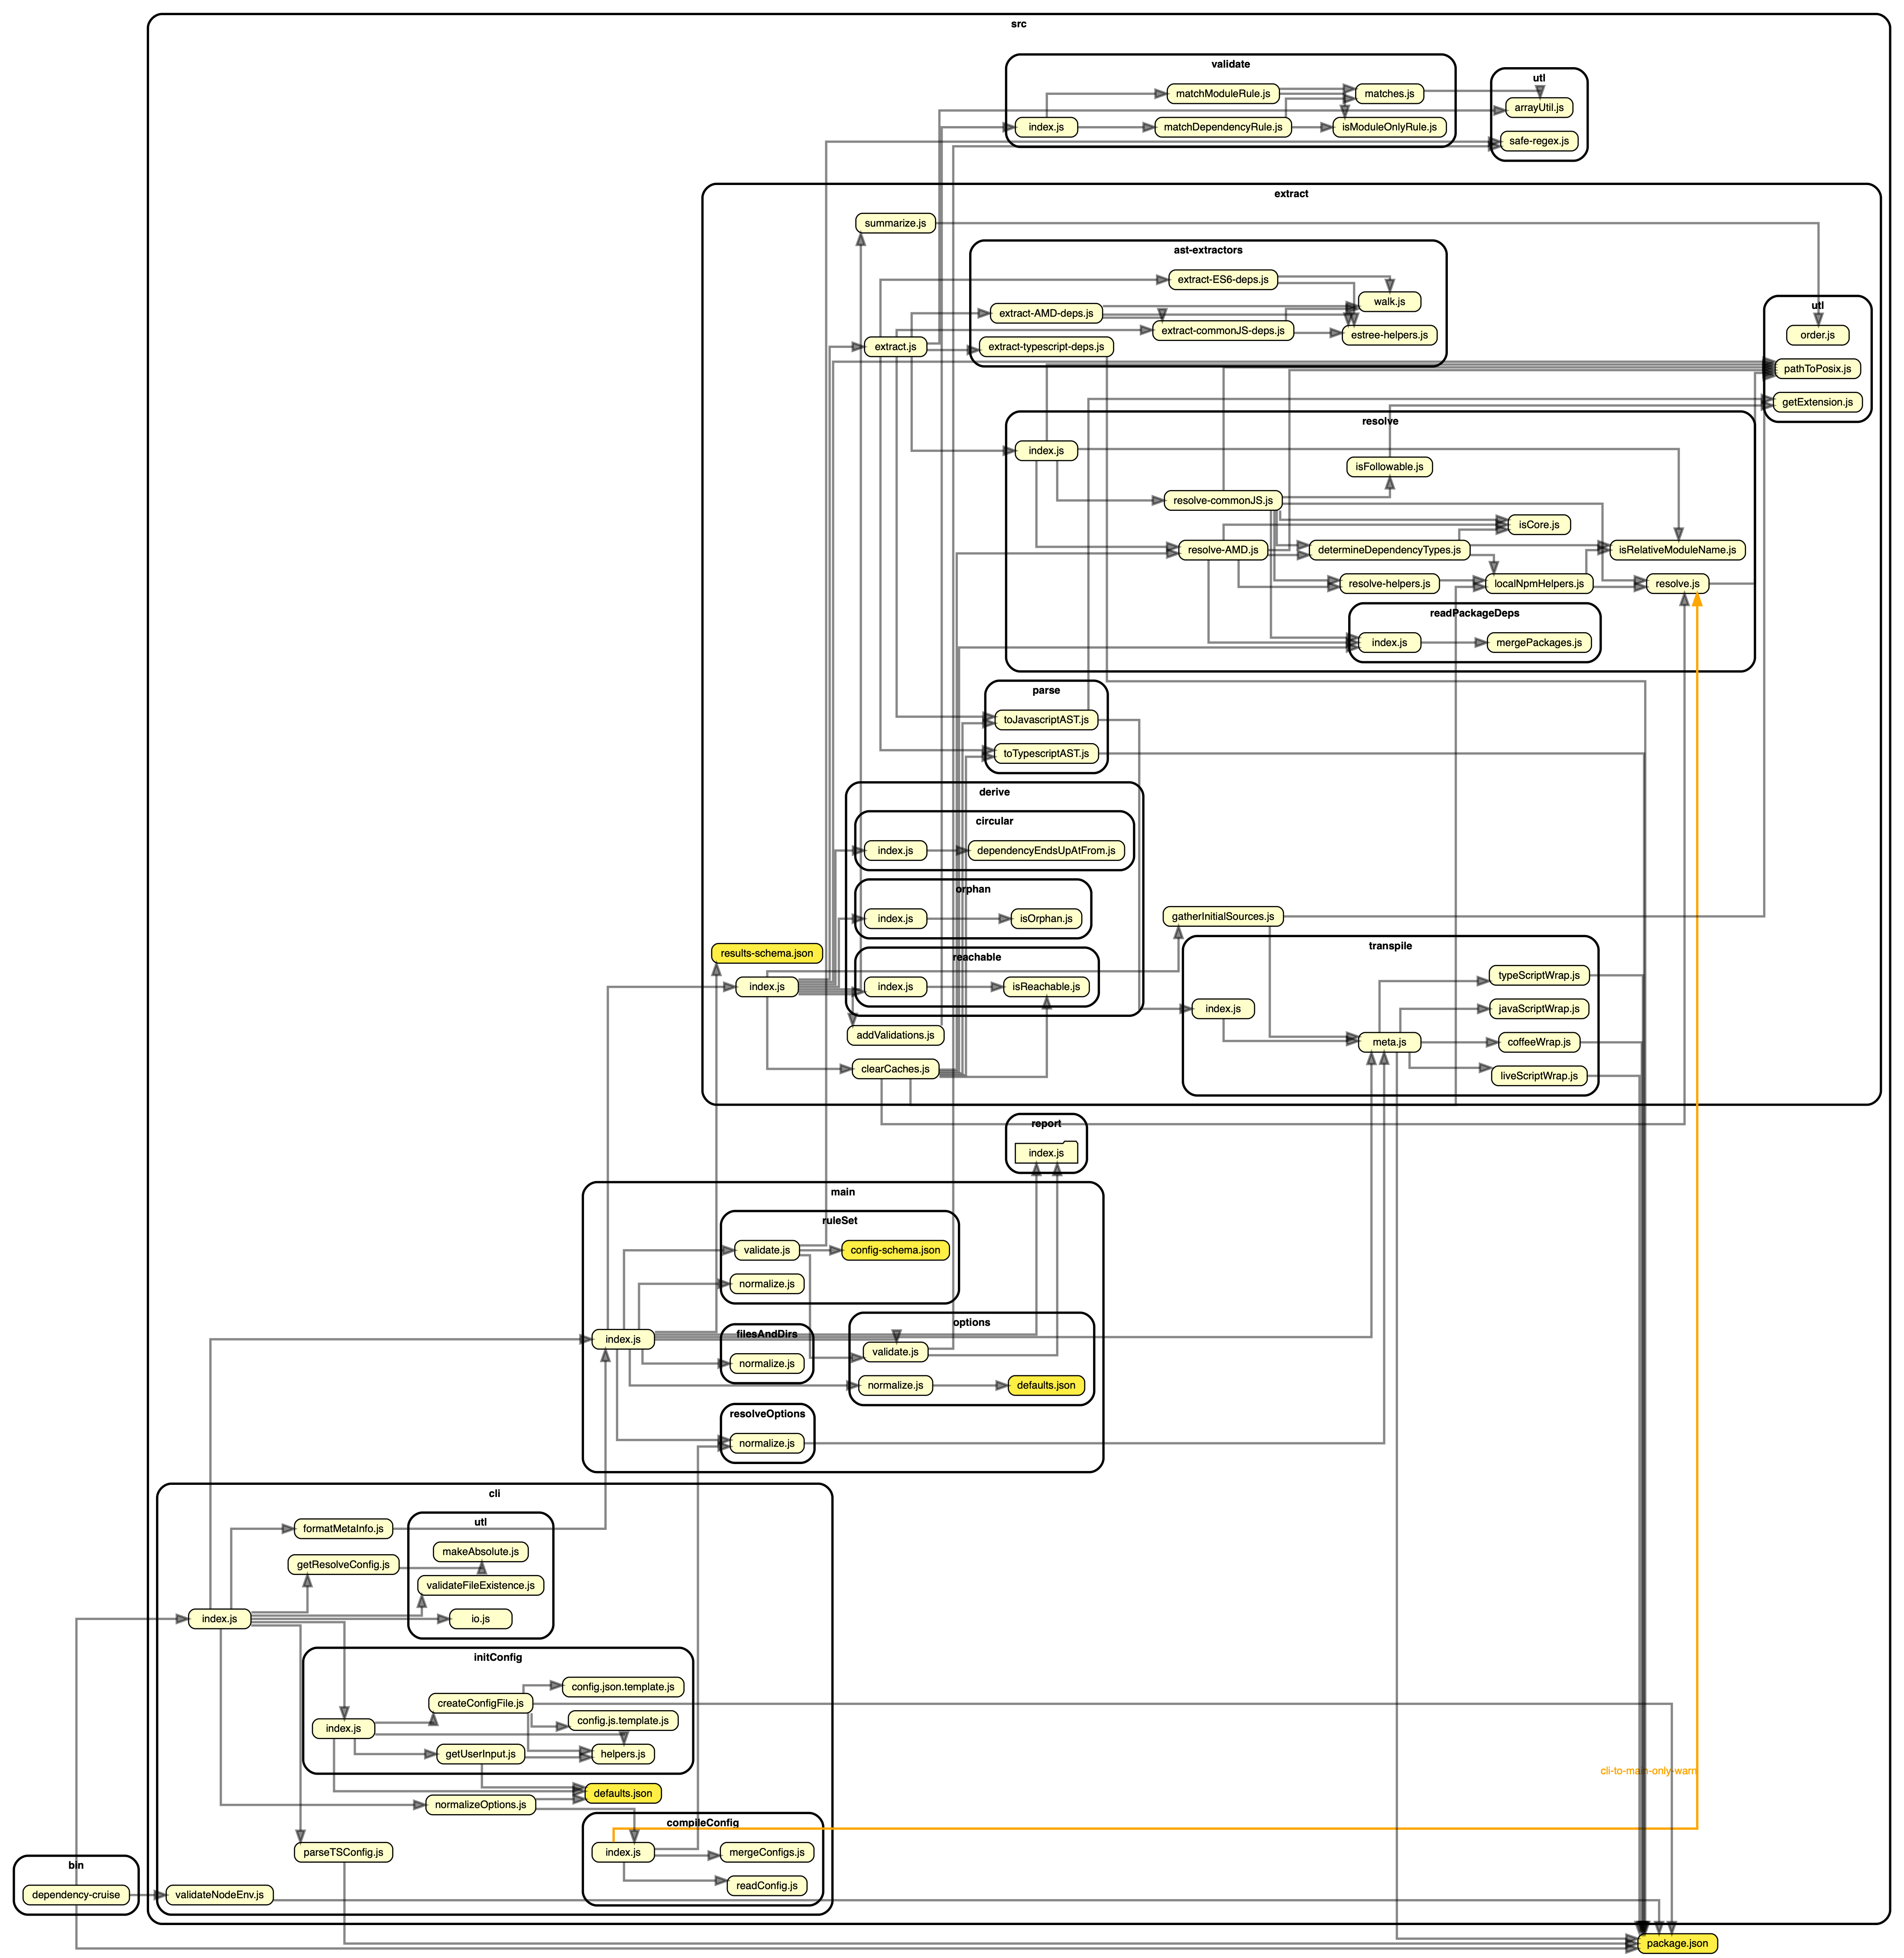 src
validate
matchModuleRule.js
matches.js
index.js
matchDependencyRule.js
isModuleOnlyRule.js
utl
arrayUtil.js
safe-regex.js
extract
summarize.js
ast-extractors
extract-ES6-deps.js
walk.js
extract-AMD-deps.js
extract-commonJS-deps.js
estree-helpers.js
extract.js
extract-typescript-deps.js
utl
order.js
pathToPosix.js
getExtension.js
resolve
index.js
isFollowable.js
resolve-commonJS.js
isCore.js
resolve-AMD.js
determineDependencyTypes.js
isRelativeModuleName.js
resolve-helpers.js
localNpmHelpers.js
resolve.js
readPackageDeps
index.js
mergePackages.js
parse
toJavascriptAST.js
toTypescriptAST.js
derive
circular
index.js
dependencyEndsUpAtFrom.js
orphan
index.js
isOrphan.js
reachable
index.js
isReachable.js
results-schema.json
index.js
addValidations.js
clearCaches.js
gatherInitialSources.js
transpile
typeScriptWrap.js
index.js
javaScriptWrap.js
meta.js
coffeeWrap.js
liveScriptWrap.js
report
index.js
main
ruleSet
validate.js
config-schema.json
normalize.js
index.js
filesAndDirs
normalize.js
options
validate.js
normalize.js
defaults.json
resolveOptions
normalize.js
cli
formatMetaInfo.js
utl
makeAbsolute.js
getResolveConfig.js
validateFileExistence.js
index.js
io.js
initConfig
config.json.template.js
createConfigFile.js
config.js.template.js
index.js
getUserInput.js
helpers.js
defaults.json
normalizeOptions.js
cli-to-main-only-warn
compileConfig
parseTSConfig.js
index.js
mergeConfigs.js
readConfig.js
bin
dependency-cruise
validateNodeEnv.js
package.json